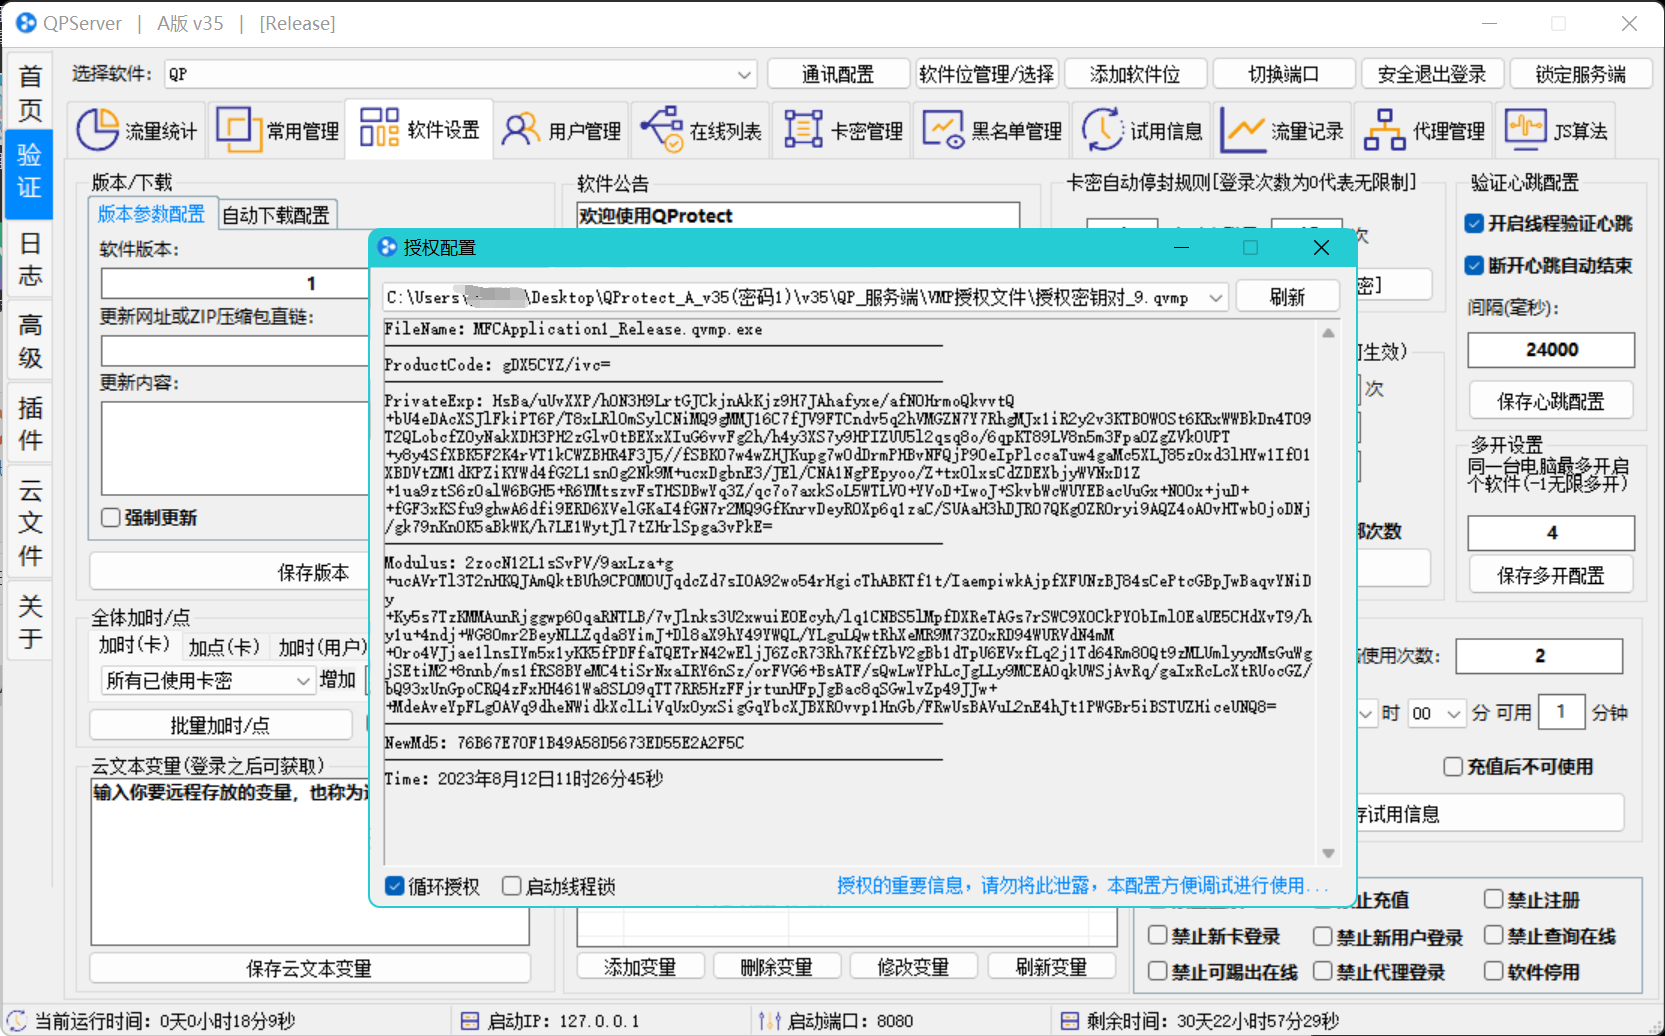 QPServer | A版 v35 | [Release]
首页
验证
日志
高级
插件
云文件
关于
选择软件: QP 通讯配置 软件位管理/选择 添加软件位 切换端口 安全退出登录 锁定服务端
流量统计 常用管理 软件设置 用户管理 在线列表 卡密管理 黑名单管理 试用信息 流量记录 代理管理 JS算法
版本/下载
版本参数配置 自动下载配置
软件版本:
1
更新网址或ZIP压缩包直链:
更新内容:
强制更新
保存版本
全体加时/点
加时(卡) 加点(卡) 加时(用户)
所有已使用卡密 增加
批量加时/点
云文本变量(登录之后可获取)
输入你要远程存放的变量，也称为
保存云文本变量
软件公告
欢迎使用QProtect
卡密自动停封规则[登录次数为0代表无限制]
次
密]
生效)
次
次数
授权配置
C:\Users\ \Desktop\QProtect_A_v35(密码1)\v35\QP_服务端\VMP授权文件\授权密钥对_9.qvmp 刷新
FileName: MFCApplication1_Release.qvmp.exe
ProductCode: gDX5CYZ/ivc=
PrivateExp: HsBa/uUvXXP/hON3H9LrtGJCkjnAkKjz9H7JAhafyxe/afNOHrmoQkvvtQ
+bU4eDAcXSJlFkiPT6P/T8xLRlOmSylCNiMQ9gMMJ16C7fJV9FTCndv5q2hVMGZN7Y7RhgMJx1iR2y2v3KTBOWOSt6KRxWWBkDn4TO9
T2QLobcfZOyNakXDH3PH2zGlvOtBEXxXIuG6vvFg2h/h4y3XS7y9HPIZUU5l2qsq8o/6qpKT89LV8n5m3FpaOZgZVkOUPT
+y8y4SfXBK5F2K4rVT1kCWZBHR4F3J5//fSBKO7w4wZHJKupg7wOdDrmPHBvNFQjP9OeIpPlccaTuw4gaMc5XLJ85zOxd3lHYw1IfO1
XBDVtZM1dKPZiKYWd4fG2L1snOg2Nk9M+ucxDgbnE3/JEl/CNA1NgPEpyoo/Z+txOlxsCdZDEXbjyWVNxD1Z
+1ua9ztS6zOalW6BGH5+R6YMtszvFsTHSDBwYq3Z/qc7o7axkSoL5WTLVO+YVoD+IwoJ+SkvbWcWUYEBacUuGx+NOOx+juD+
+fGF3xKSfu9ghwA6dfi9ERD6XVelGKaI4fGN7r2MQ9GfKnrvDeyROXp6q1zaC/SUAaH3hDJRO7QKgOZROryi9AQZ4oAOvHTwbOjoDNj
/gk79nKnOK5aBkWK/h7LE1WytJl7tZHrlSpga3vPkE=
Modulus: 2zocN12L1sSvPV/9axLza+g
+ucAVrTl3T2nHKQJAmQktBUh9CPOMOUJqdcZd7sIOA92wo54rHgicThABKTf1t/IaempiwkAjpfXFUNzBJ84sCePtcGBpJwBaqvYNiD
y
+Ky5s7TzKMMAunRjggwp6OqaRNTLB/7vJlnks3U2xwuiEOEcyh/lq1CNBS5lMpfDXReTAGs7rSWC9XOCkPYObImlOEaUE5CHdXvT9/h
y1u+4ndj+WG8Omr2BeyNLLZqda8YimJ+Dl8aX9hY49YWQL/YLguLQwtRhXeMR9M73ZOxRD94WURVdN4mM
+Oro4VJjae1lnsIYm5x1yKK5fPDFfaTQETrN42wEljJ6ZcR73Rh7KffZbV2gBb1dTpU6EVxfLq2j1Td64Rm8OQt9zMLUmlyyxMsGuWg
jSEtiM2+8nnb/ms1fRS8BYeMC4tiSrNxaIRY6nSz/orFVG6+BsATF/sQwLwYPhLcJgLLy9MCEAOqkUWSjAvRq/gaIxRcLcXtRUocGZ/
bQ93xUnGpoCRQ4zFxHH461Wa8SLO9qTT7RR5HzFFjrtunHFpJgBac8qSGwlvZp49JJw+
+MdeAveYpFLgOAVq9dheNWidkXclLiVqUxOyxSigGqYbcXJBXROvvp1HnGb/FRwUsBAVuL2nE4hJt1PWGBr5iBSTUZHiceUNQ8=
NewMd5: 76B67E7OF1B49A58D5673ED55E2A2F5C
Time: 2023年8月12日11时26分45秒
循环授权 启动线程锁 授权的重要信息，请勿将此泄露，本配置方便调试进行使用...
添加变量 删除变量 修改变量 刷新变量
验证心跳配置
开启线程验证心跳
断开心跳自动结束
间隔(毫秒):
24000
保存心跳配置
多开设置
同一台电脑最多开启
个软件(-1无限多开)
4
保存多开配置
使用次数: 2
时 00 分 可用 1 分钟
充值后不可使用
试用信息
止充值 禁止注册
禁止新卡登录 禁止新用户登录 禁止查询在线
禁止可踢出在线 禁止代理登录 软件停用
当前运行时间: 0天0小时18分9秒 启动IP: 127.0.0.1 启动端口: 8080 剩余时间: 30天22小时57分29秒